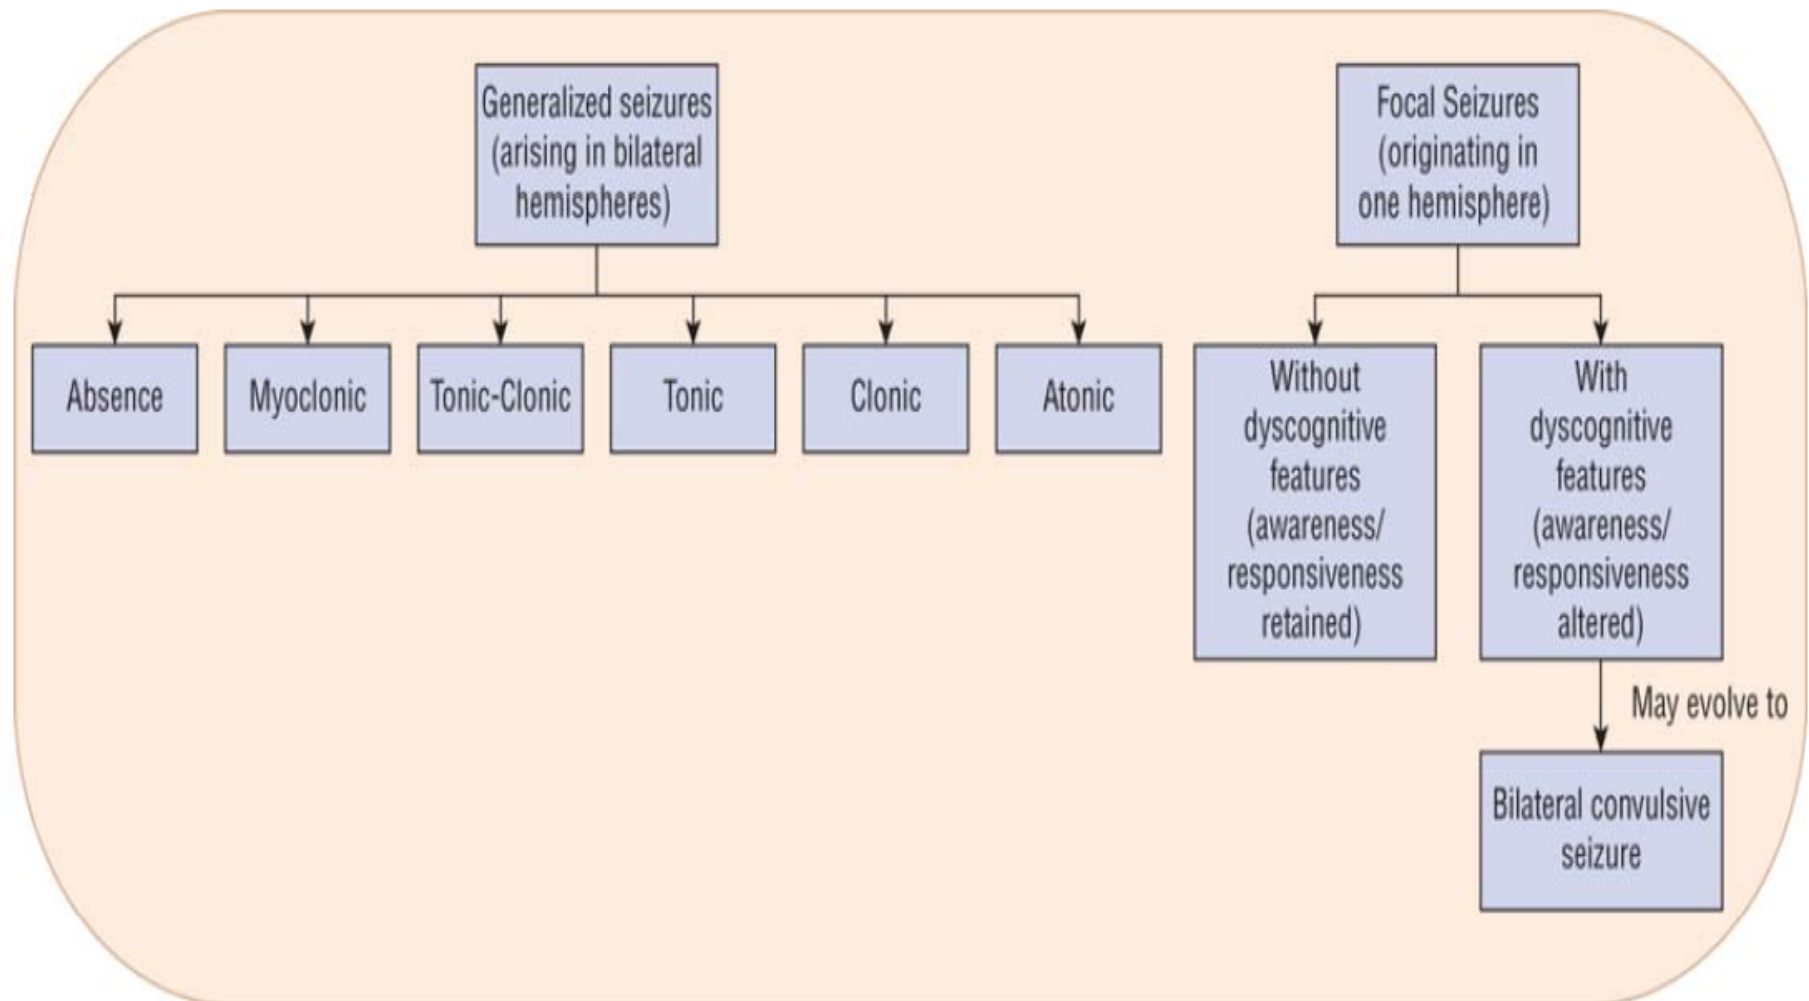 Generalized seizures
(arising in bilateral
hemispheres)
Focal Seizures
(originating in
one hemisphere)
Absence
Myoclonic
Tonic-Clonic
Tonic
Clonic
Atonic
Without
dyscognitive
features
(awareness/
responsiveness
retained)
With
dyscognitive
features
(awareness/
responsiveness
altered)
May evolve to
Bilateral convulsive
seizure